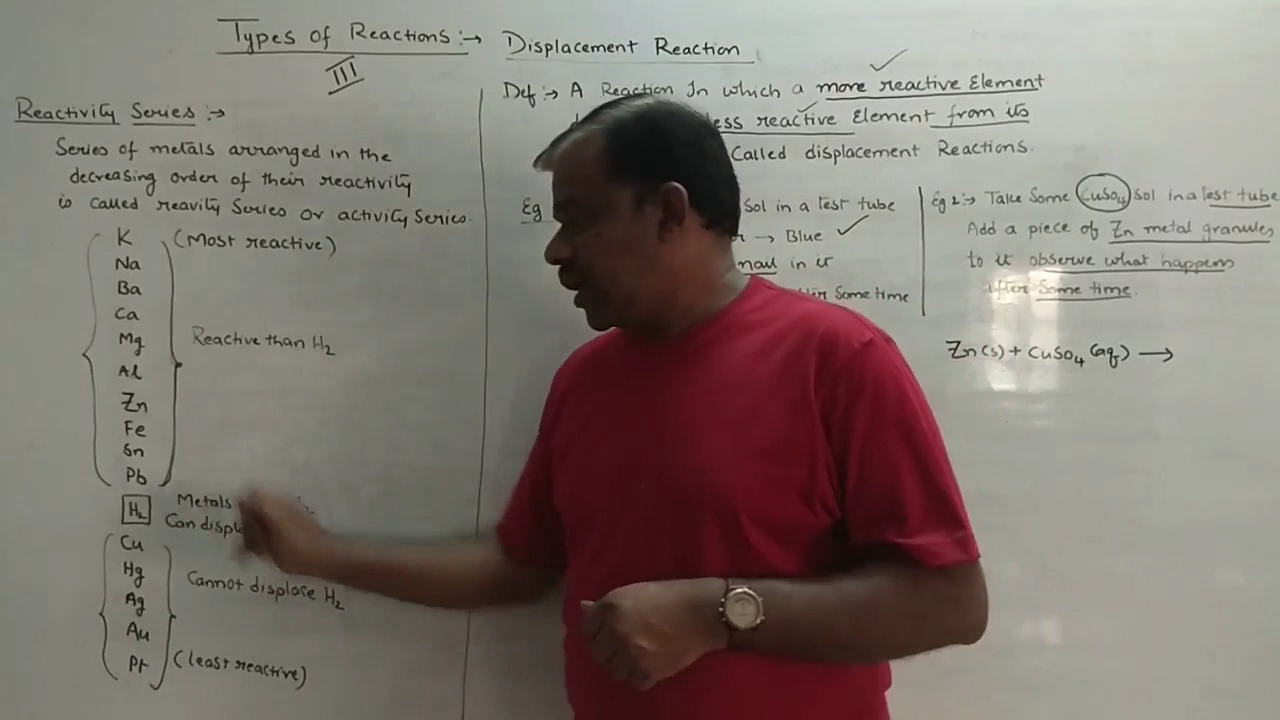 Types of Reactions :→ Displacement Reaction
III
Reactivity Series :→
Series of metals arranged in the
decreasing order of their reactivity
is called reavity Series or activity Series.
K (Most reactive)
Na
Ba
Ca
Mg Reactive than H₂
Al
Zn
Fe
Sn
Pb
H₂ Metals
Can displ
Cu
Hg Cannot displace H₂
Ag
Au
Pt (least reactive)
Def :→ A Reaction In which a more reactive Element
less reactive Element from its
Called displacement Reactions.
Eg Sol in a test tube
→ Blue
nail in it
Some time
Eg 2 :→ Take Some CuSO₄ Sol in a test tube
Add a piece of Zn metal granules
to it observe what happens
after Some time.
Zn(s) + CuSO₄(aq) →